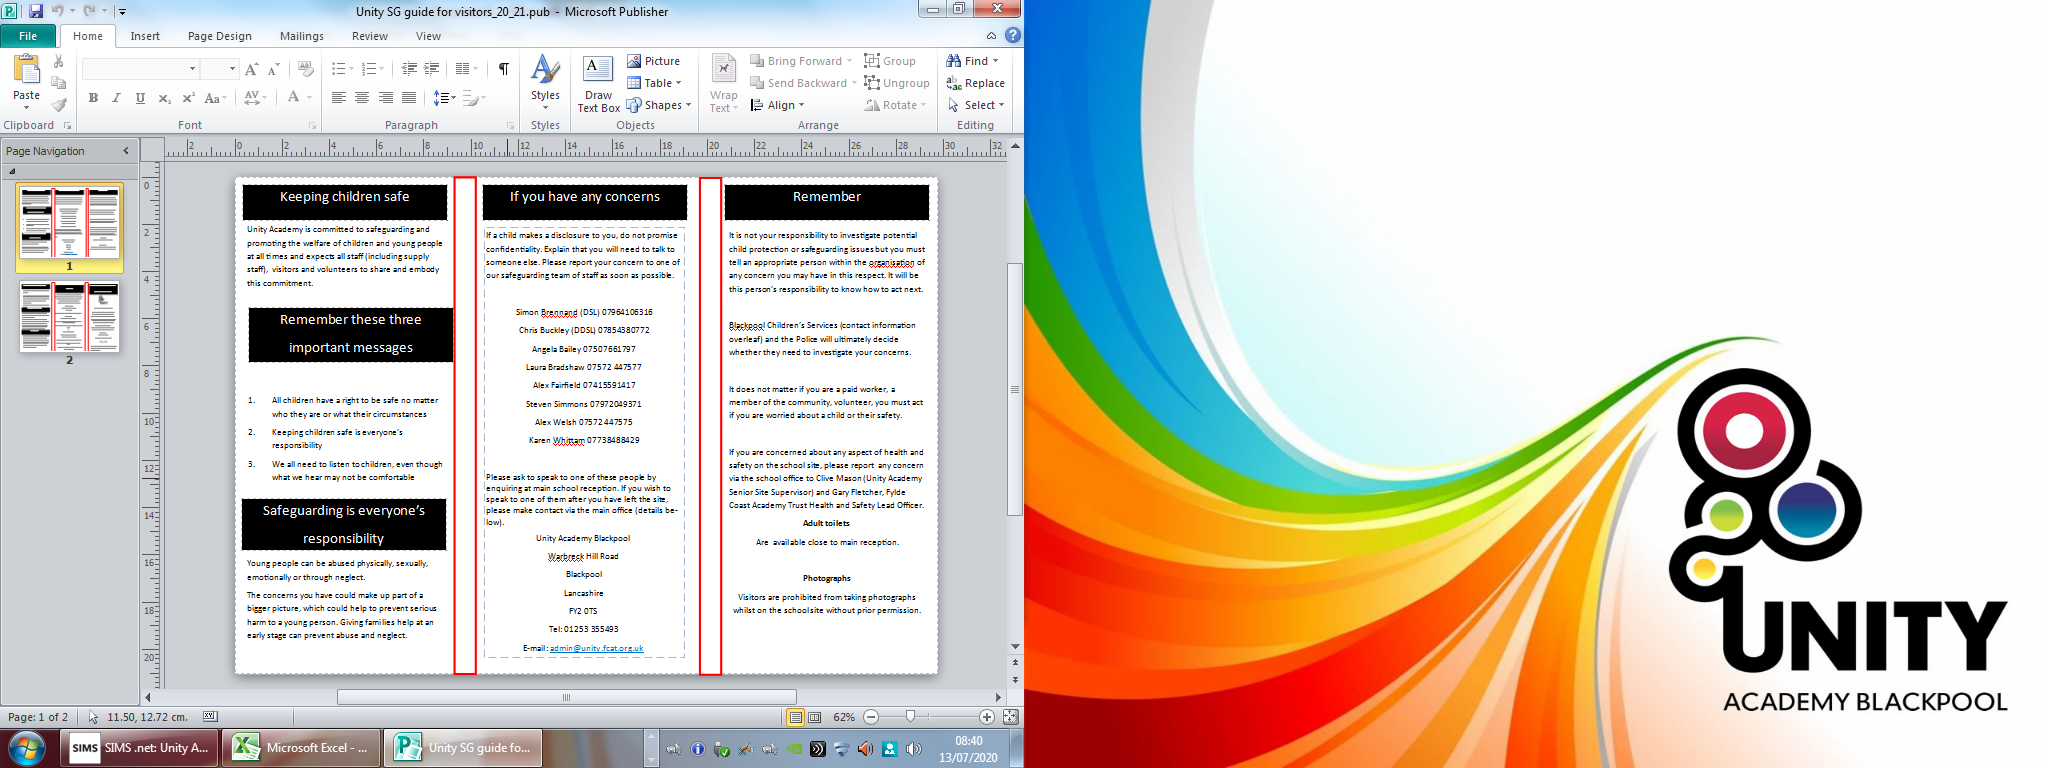 Unity SG guide for visitors_20_21.pub - Microsoft Publisher
File Home Insert Page Design Mailings Review View
Paste
Clipboard
Font
Paragraph
Styles
Styles
Draw Text Box
Picture
Table
Shapes
Objects
Wrap Text
Bring Forward
Send Backward
Align
Group
Ungroup
Rotate
Arrange
Find
Replace
Select
Editing
Page Navigation
1
2
Keeping children safe
Unity Academy is committed to safeguarding and
promoting the welfare of children and young people
at all times and expects all staff (including supply
staff), visitors and volunteers to share and embody
this commitment.
Remember these three
important messages
1. All children have a right to be safe no matter
who they are or what their circumstances
2. Keeping children safe is everyone's
responsibility
3. We all need to listen to children, even though
what we hear may not be comfortable
Safeguarding is everyone's
responsibility
Young people can be abused physically, sexually,
emotionally or through neglect.
The concerns you have could make up part of a
bigger picture, which could help to prevent serious
harm to a young person. Giving families help at an
early stage can prevent abuse and neglect.
If you have any concerns
If a child makes a disclosure to you, do not promise
confidentiality. Explain that you will need to talk to
someone else. Please report your concern to one of
our safeguarding team of staff as soon as possible.
Simon Brennand (DSL) 07964106316
Chris Buckley (DDSL) 07854380772
Angela Bailey 07507661797
Laura Bradshaw 07572 447577
Alex Fairfield 07415591417
Steven Simmons 07972049371
Alex Welsh 07572 447575
Karen Whittam 07738488429
Please ask to speak to one of these people by
enquiring at main school reception. If you wish to
speak to one of them after you have left the site,
please make contact via the main office (details be-
low).
Unity Academy Blackpool
Warbreck Hill Road
Blackpool
Lancashire
FY2 0TS
Tel: 01253 355493
E-mail: admin@unity.fcat.org.uk
Remember
It is not your responsibility to investigate potential
child protection or safeguarding issues but you must
tell an appropriate person within the organisation of
any concern you may have in this respect. It will be
this person's responsibility to know how to act next.
Blackpool Children's Services (contact information
overleaf) and the Police will ultimately decide
whether they need to investigate your concerns.
It does not matter if you are a paid worker, a
member of the community, volunteer, you must act
if you are worried about a child or their safety.
If you are concerned about any aspect of health and
safety on the school site, please report any concern
via the school office to Clive Mason (Unity Academy
Senior Site Supervisor) and Gary Fletcher, Fylde
Coast Academy Trust Health and Safety Lead Officer.
Adult toilets
Are available close to main reception.
Photographs
Visitors are prohibited from taking photographs
whilst on the school site without prior permission.
Page: 1 of 2 11.50, 12.72 cm. 62%
SIMS SIMS .net: Unity A... Microsoft Excel - ... Unity SG guide fo...
08:40
13/07/2020
UNITY
ACADEMY BLACKPOOL